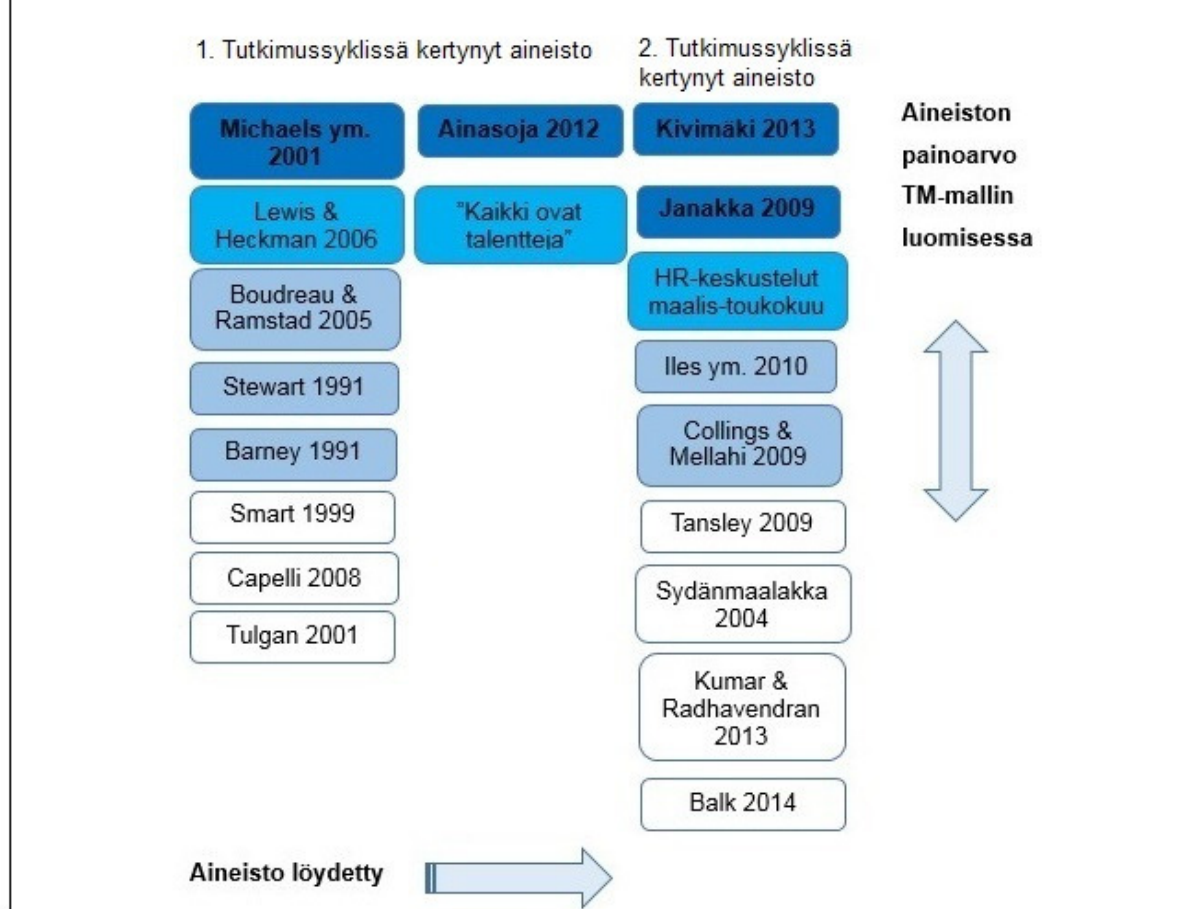 1. Tutkimussyklissä kertynyt aineisto
2. Tutkimussyklissä
kertynyt aineisto
Michaels ym.
2001
Lewis &
Heckman 2006
Boudreau &
Ramstad 2005
Stewart 1991
Barney 1991
Smart 1999
Capelli 2008
Tulgan 2001
Ainasoja 2012
"Kaikki ovat
talentteja"
Kivimäki 2013
Janakka 2009
HR-keskustelut
maalis-toukokuu
Iles ym. 2010
Collings &
Mellahi 2009
Tansley 2009
Sydänmaalakka
2004
Kumar &
Radhavendran
2013
Balk 2014
Aineiston
painoarvo
TM-mallin
luomisessa
Aineisto löydetty